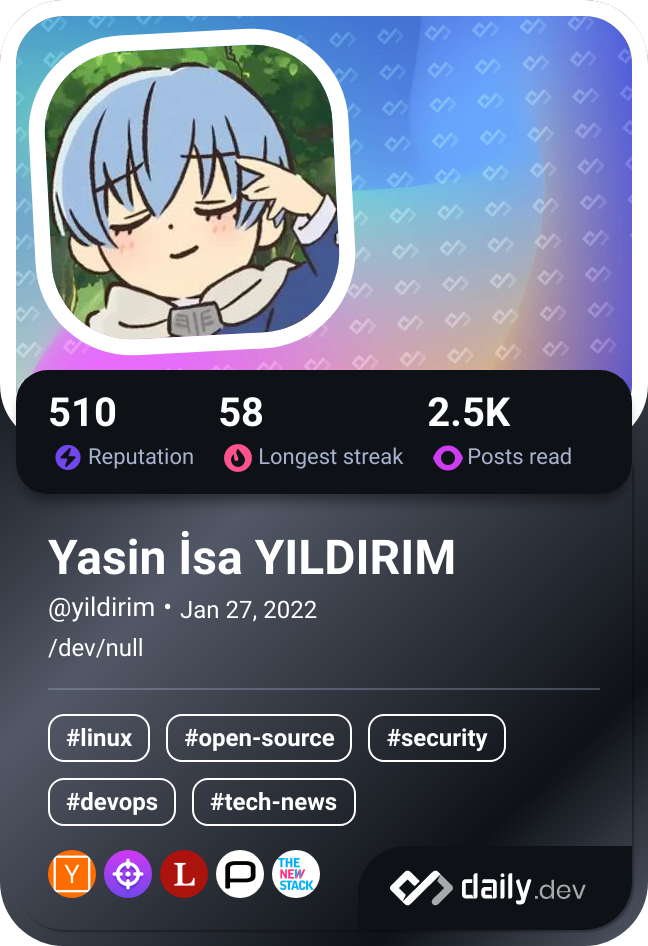 510 58 2.5K
Reputation Longest streak Posts read
Yasin İsa YILDIRIM
@yildirim • Jan 27, 2022
/dev/null
#linux #open-source #security
#devops #tech-news
Y L P THE
NEW
STACK
daily.dev